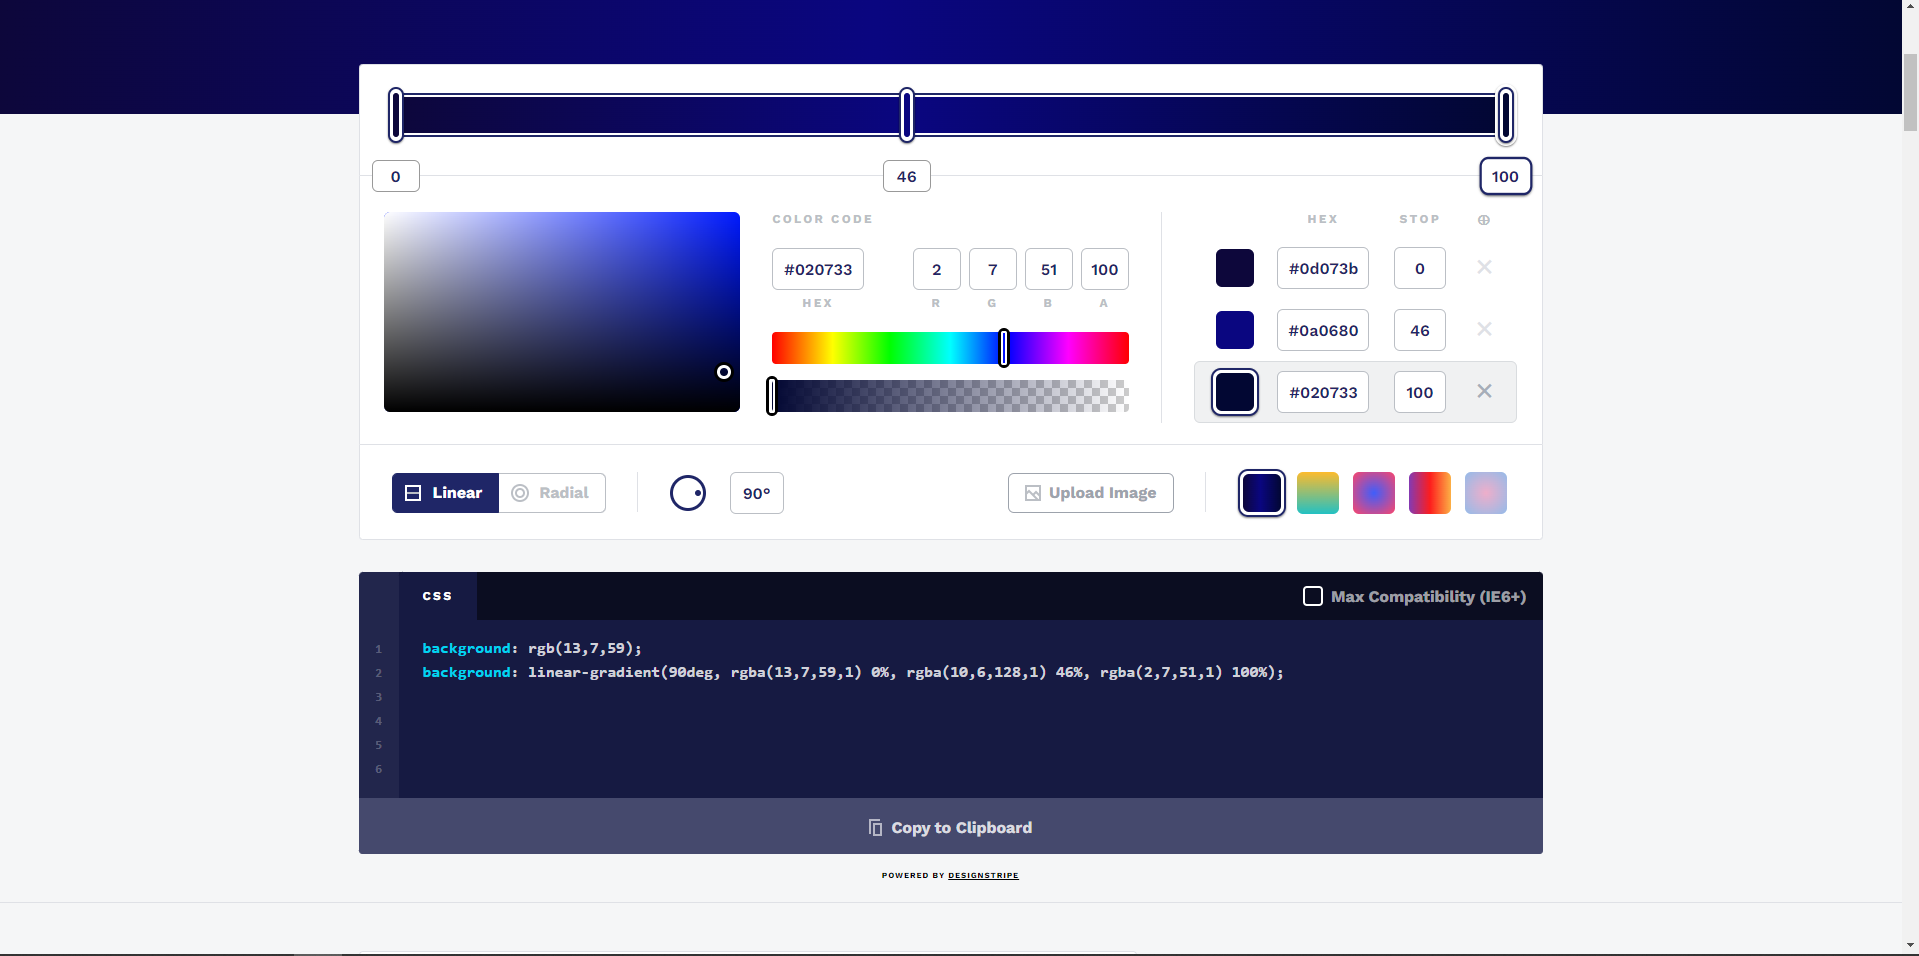 0 46 100
COLOR CODE
#020733 2 7 51 100
HEX R G B A
HEX STOP
#0d073b 0
#0a0680 46
#020733 100
Linear Radial 90° Upload Image
CSS Max Compatibility (IE6+)
1 background: rgb(13,7,59);
2 background: linear-gradient(90deg, rgba(13,7,59,1) 0%, rgba(10,6,128,1) 46%, rgba(2,7,51,1) 100%);
3
4
5
6
Copy to Clipboard
POWERED BY DESIGNSTRIPE